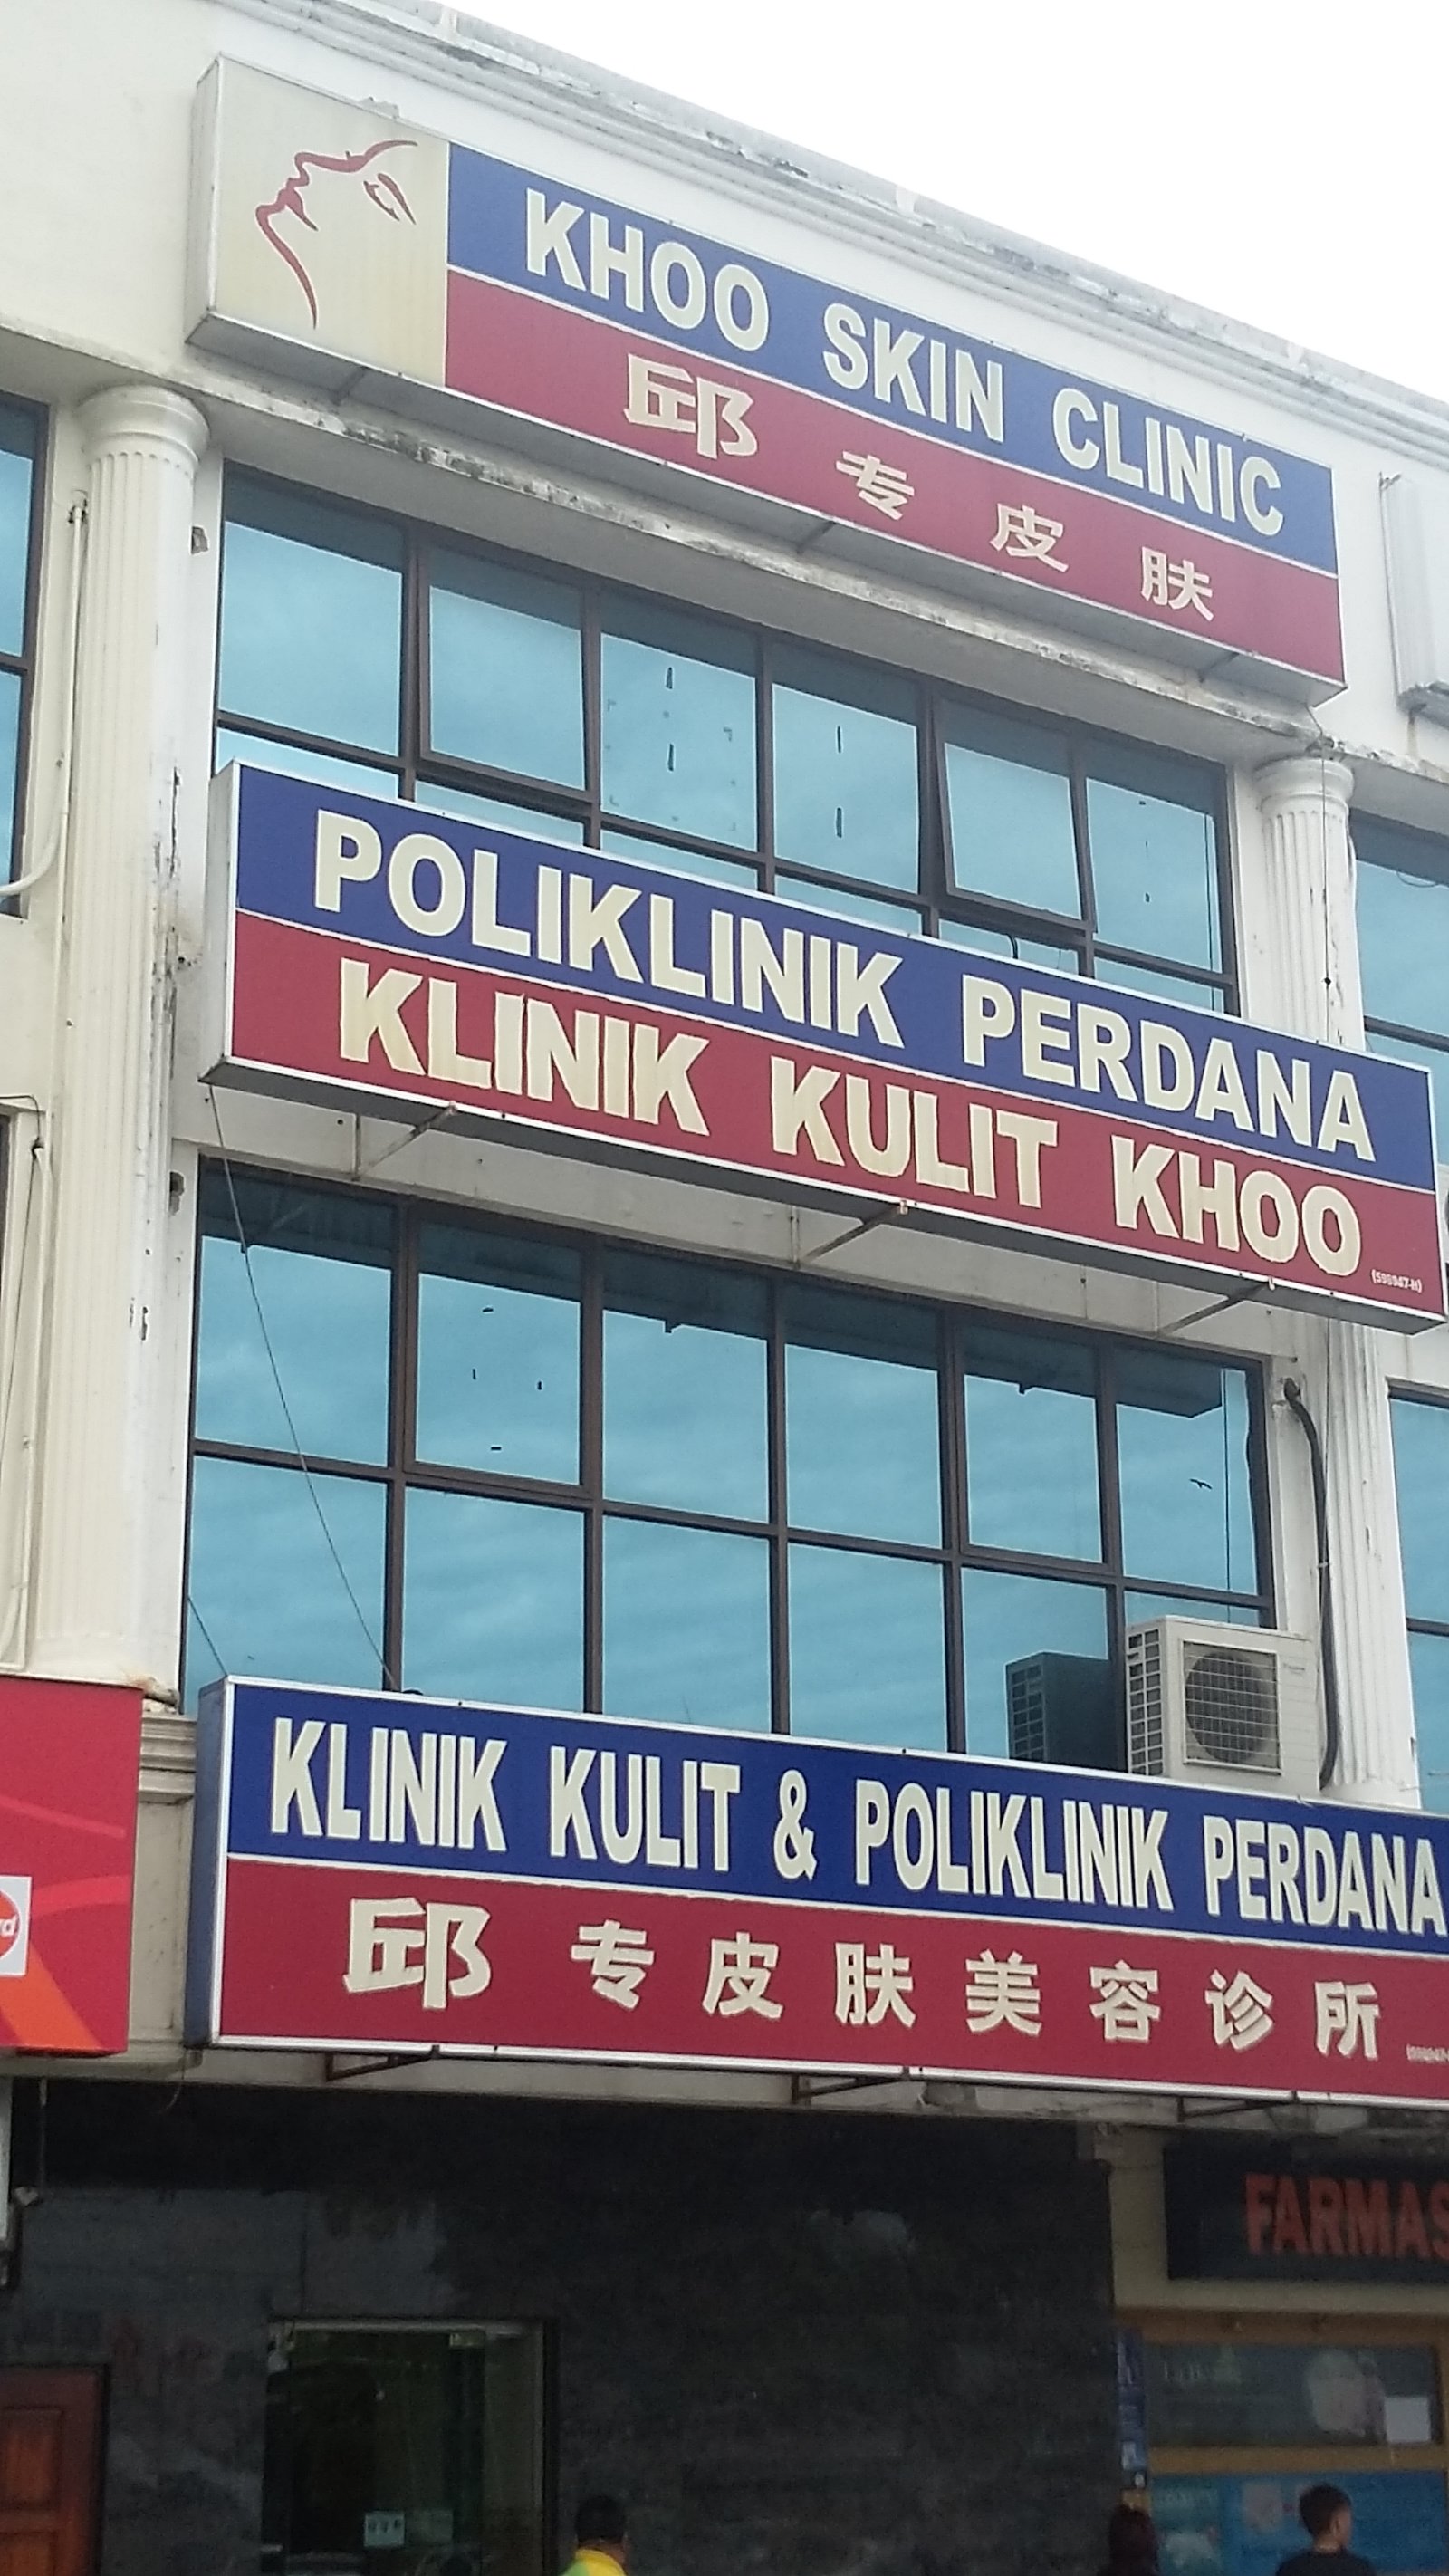 KHOO SKIN CLINIC
邱 专 皮 肤
POLIKLINIK PERDANA
KLINIK KULIT KHOO
(598947-H)
KLINIK KULIT & POLIKLINIK PERDANA
邱 专 皮 肤 美 容 诊 所
FARMAS